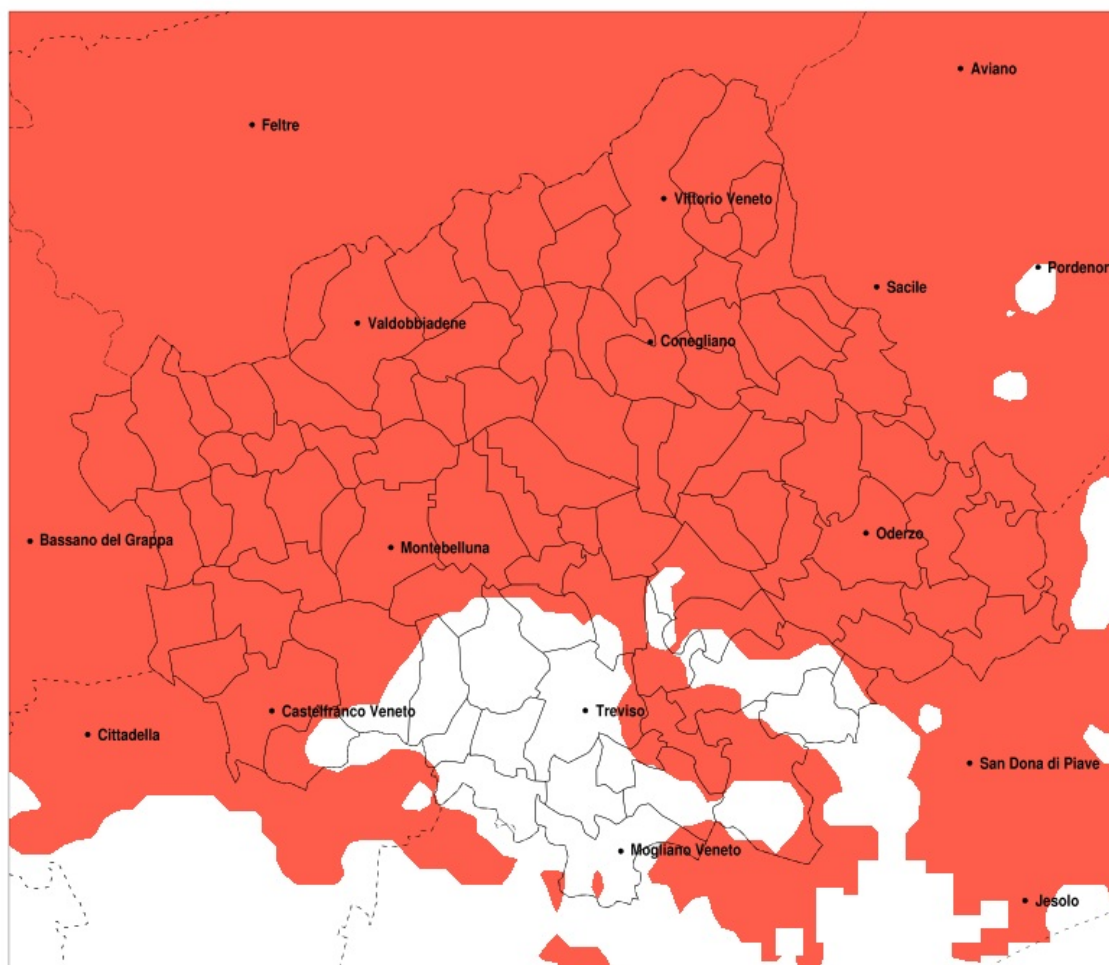 Aviano
Feltre
Vittorio Veneto
Pordenon
Sacile
Valdobbiadene
Conegliano
Oderzo
Bassano del Grappa
Montebelluna
Castelfranco Veneto
Treviso
Cittadella
San Dona di Piave
Mogliano Veneto
Jesolo